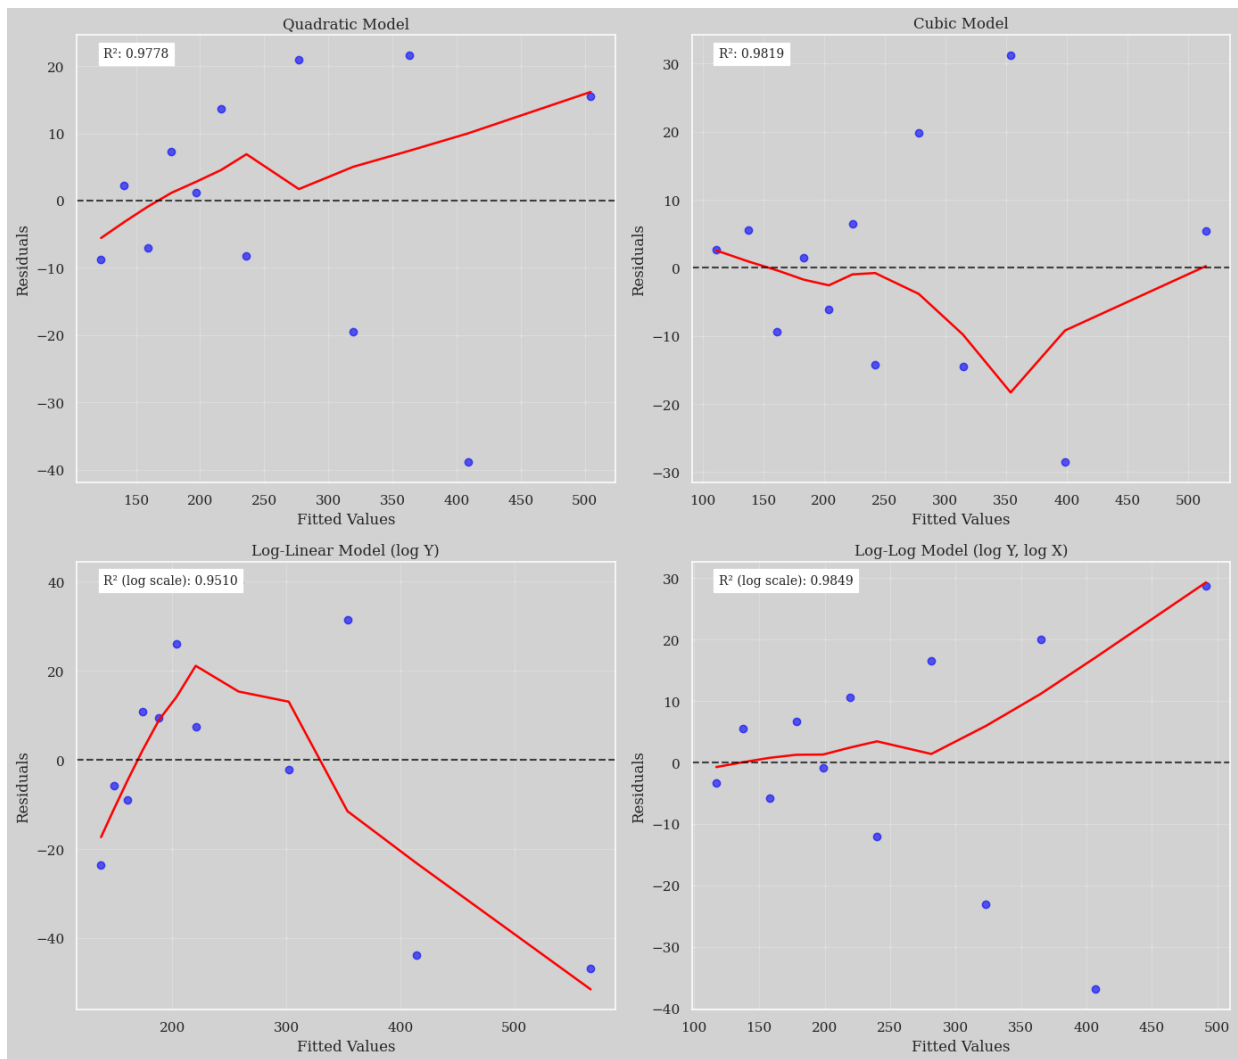 Quadratic Model
R²: 0.9778
20
10
0
−10
−20
−30
−40
Residuals
150 200 250 300 350 400 450 500
Fitted Values
Cubic Model
R²: 0.9819
30
20
10
0
−10
−20
−30
Residuals
100 150 200 250 300 350 400 450 500
Fitted Values
Log-Linear Model (log Y)
R² (log scale): 0.9510
40
20
0
−20
−40
Residuals
200 300 400 500
Fitted Values
Log-Log Model (log Y, log X)
R² (log scale): 0.9849
30
20
10
0
−10
−20
−30
−40
Residuals
100 150 200 250 300 350 400 450 500
Fitted Values